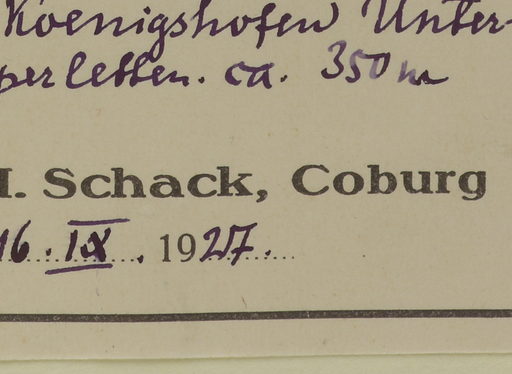 Koenigshofen Unter-
perletten. ca. 350 m
H. Schack, Coburg
16. IX. 1927.